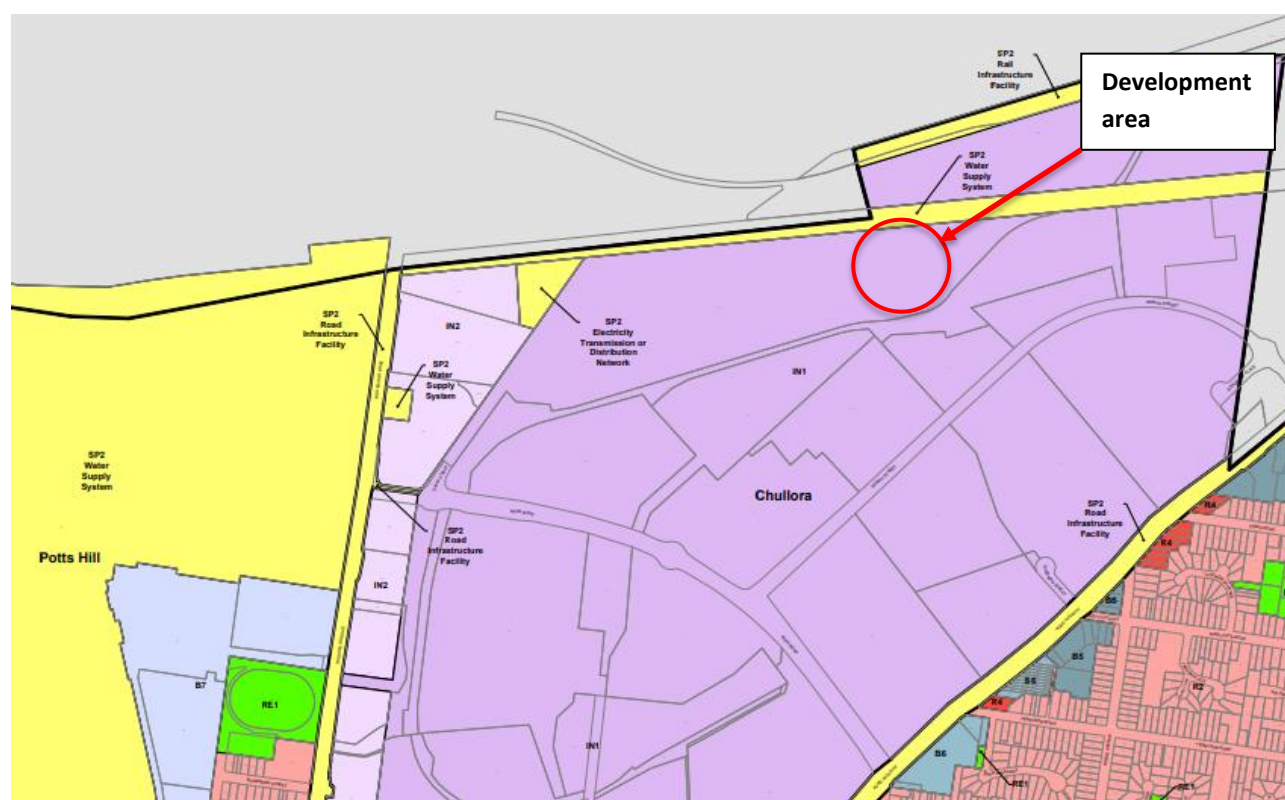 SP2
Rail
Infrastructure
Facility
Development
area
SP2
Water
Supply
System
SP2
Road
Infrastructure
Facility
IN2
SP2
Electricity
Transmission or
Distribution
Network
SP2
Water
Supply
System
IN1
SP2
Water
Supply
System
Chullora
SP2
Road
Infrastructure
Facility
R4
R4
Potts Hill
SP2
Road
Infrastructure
Facility
IN2
B6
B5
B7
RE1
B6
R2
R4
IN1
B6
RE1
RE1